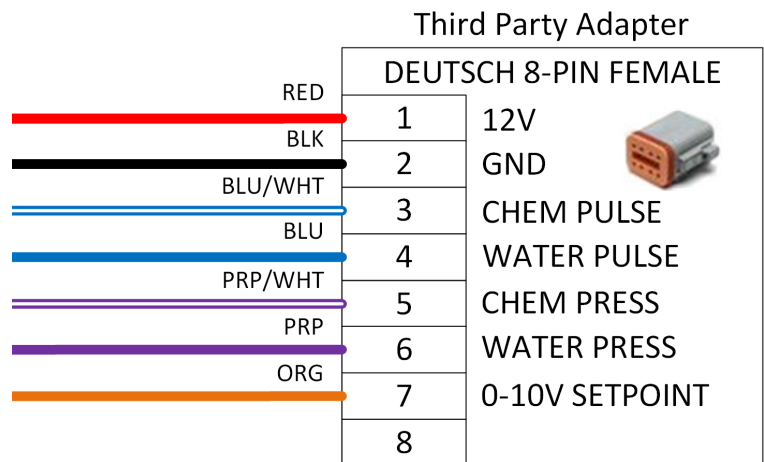 Third Party Adapter
DEUTSCH 8-PIN FEMALE
RED 1 12V
BLK 2 GND
BLU/WHT 3 CHEM PULSE
BLU 4 WATER PULSE
PRP/WHT 5 CHEM PRESS
PRP 6 WATER PRESS
ORG 7 0-10V SETPOINT
8